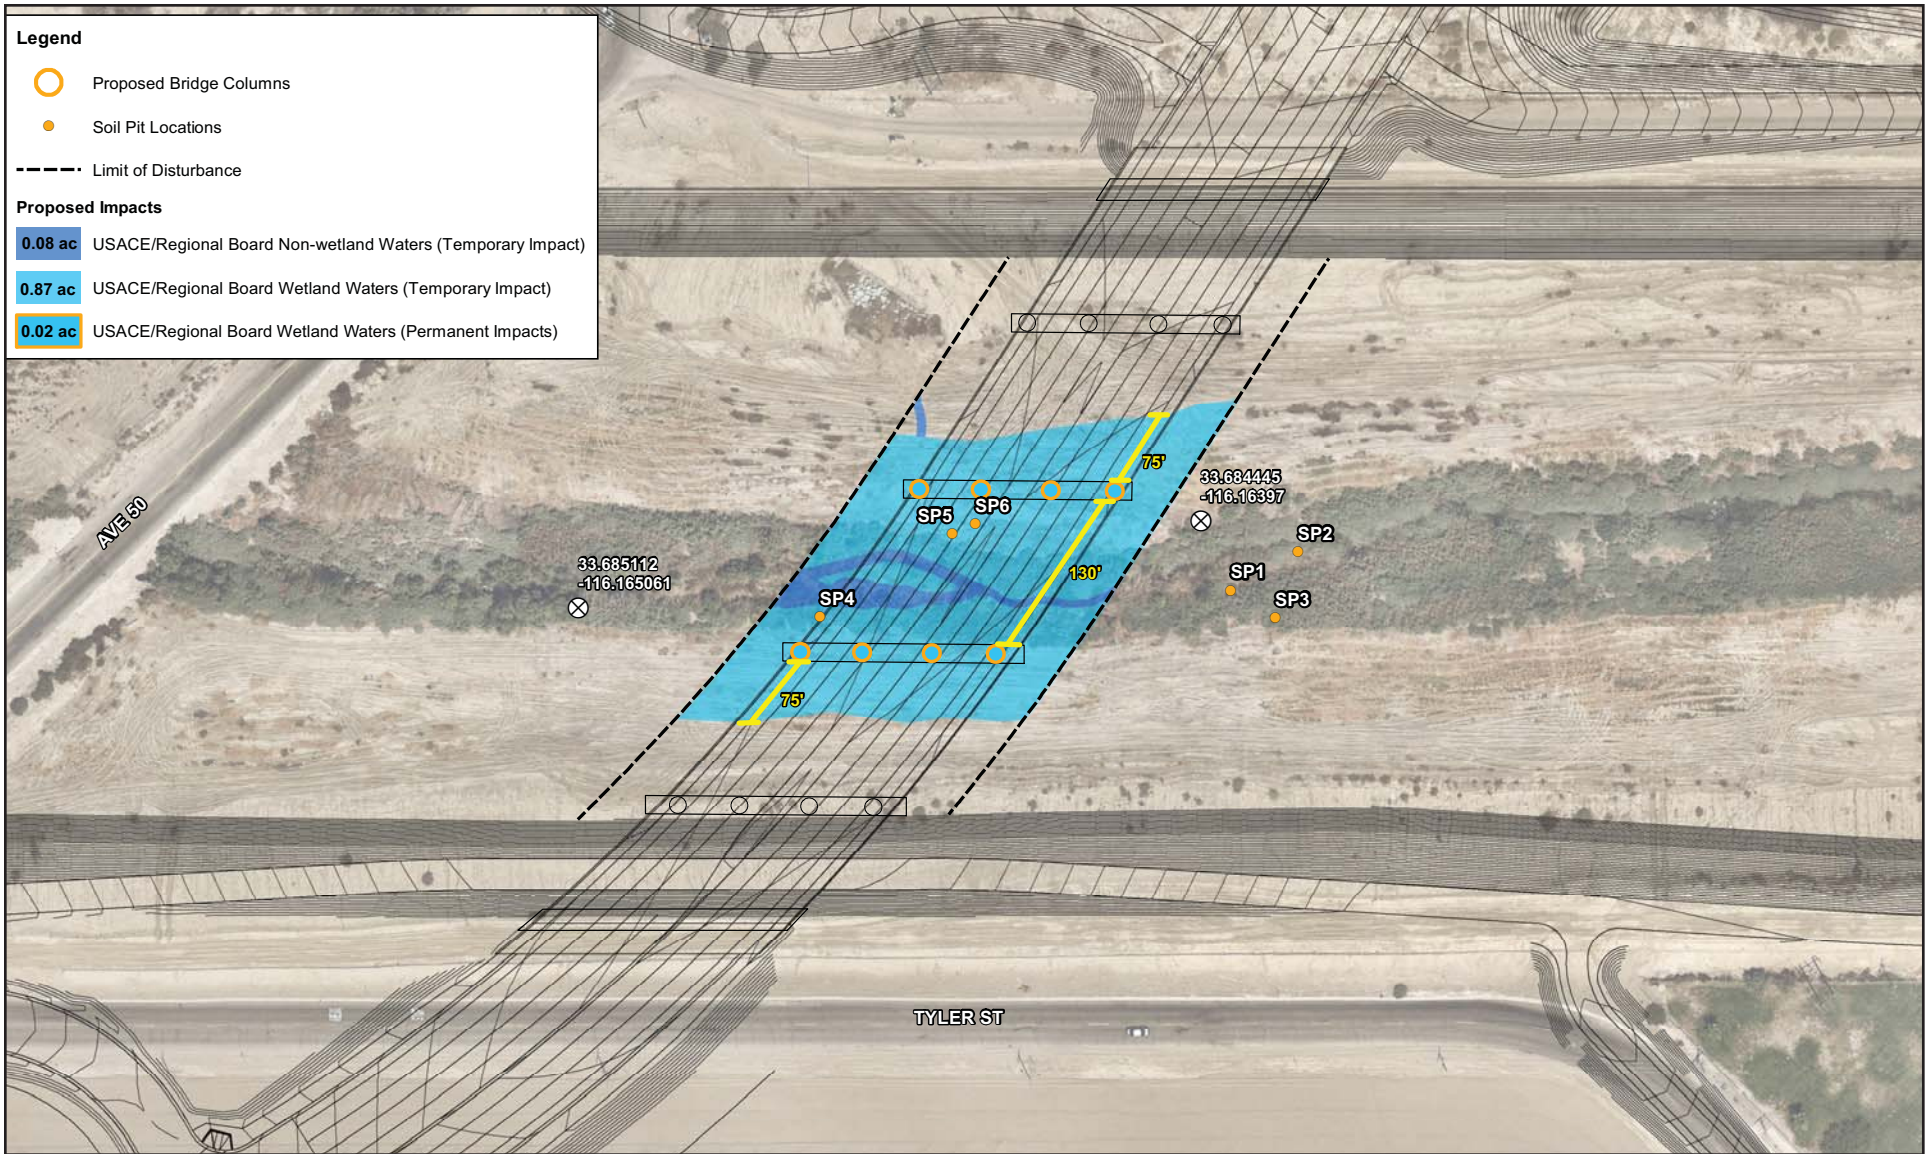 Legend
Proposed Bridge Columns
Soil Pit Locations
Limit of Disturbance
Proposed Impacts
0.08 ac USACE/Regional Board Non-wetland Waters (Temporary Impact)
0.87 ac USACE/Regional Board Wetland Waters (Temporary Impact)
0.02 ac USACE/Regional Board Wetland Waters (Permanent Impacts)
AVE 50
75'
33.684445
-116.16397
SP6
SP5
SP2
33.685112
-116.165061
130'
SP1
SP4
SP3
75'
TYLER ST